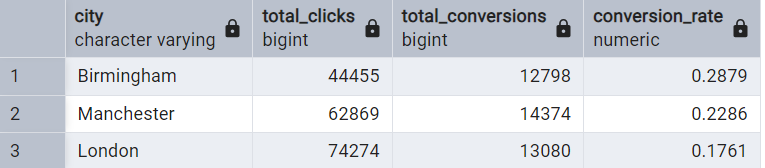 city total_clicks total_conversions conversion_rate
character varying bigint bigint numeric
1 Birmingham 44455 12798 0.2879
2 Manchester 62869 14374 0.2286
3 London 74274 13080 0.1761